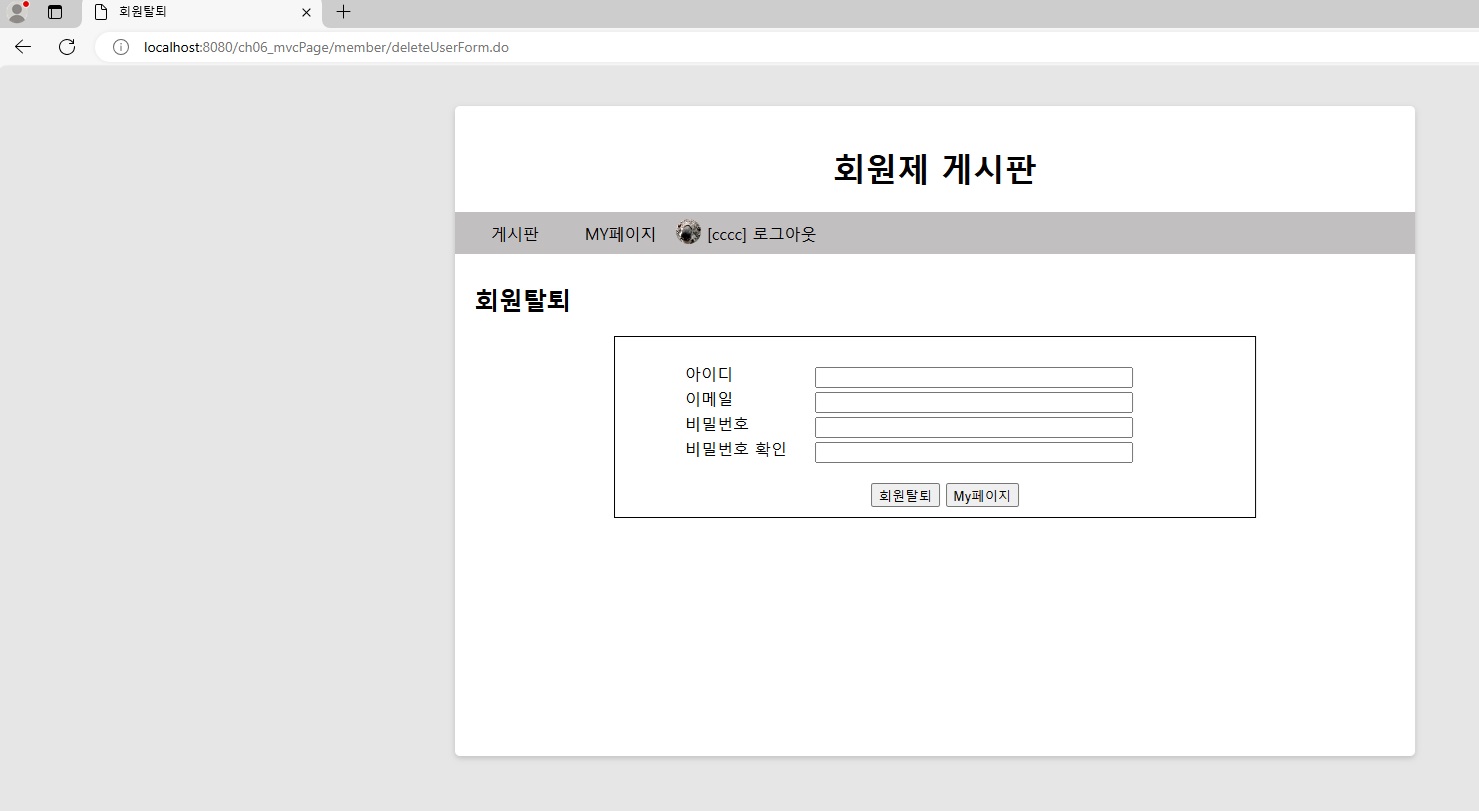 회원탈퇴
localhost:8080/ch06_mvcPage/member/deleteUserForm.do
회원제 게시판
게시판 MY페이지 [cccc] 로그아웃
회원탈퇴
아이디
이메일
비밀번호
비밀번호 확인
회원탈퇴 My페이지